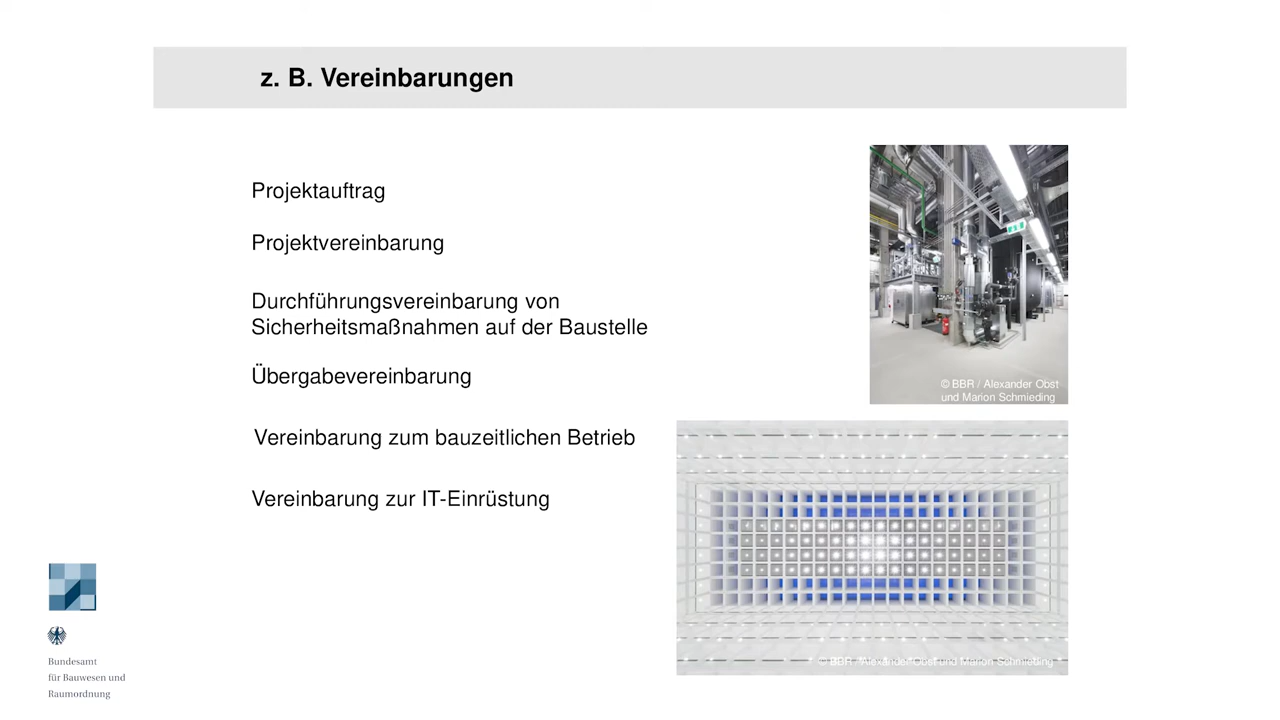 z. B. Vereinbarungen
Projektauftrag
Projektvereinbarung
Durchführungsvereinbarung von
Sicherheitsmaßnahmen auf der Baustelle
Übergabevereinbarung
Vereinbarung zum bauzeitlichen Betrieb
Vereinbarung zur IT-Einrüstung
© BBR / Alexander Obst
und Marion Schmieding
© BBR / Alexander Obst und Marion Schmieding
Bundesamt
für Bauwesen und
Raumordnung